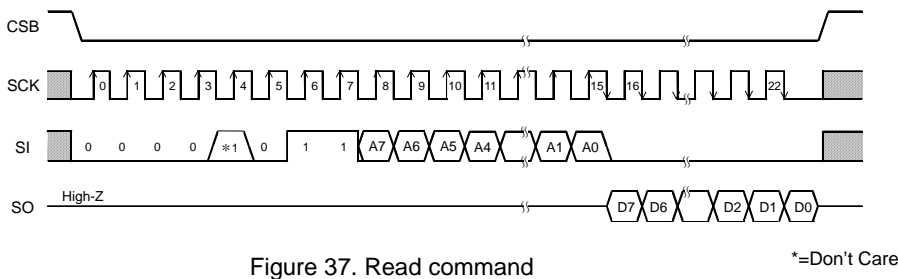 CSB
SCK 0 1 2 3 4 5 6 7 8 9 10 11 15 16 22
SI 0 0 0 0 *1 0 1 1 A7 A6 A5 A4 A1 A0
High-Z
SO D7 D6 D2 D1 D0
Figure 37. Read command
*=Don't Care